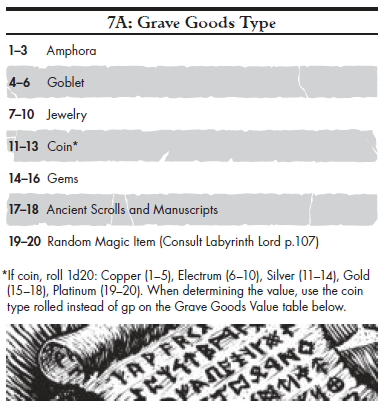 7A: Grave Goods Type
1–3 Amphora
4–6 Goblet
7–10 Jewelry
11–13 Coin*
14–16 Gems
17–18 Ancient Scrolls and Manuscripts
19–20 Random Magic Item (Consult Labyrinth Lord p.107)
*If coin, roll 1d20: Copper (1–5), Electrum (6–10), Silver (11–14), Gold
(15–18), Platinum (19–20). When determining the value, use the coin
type rolled instead of gp on the Grave Goods Value table below.